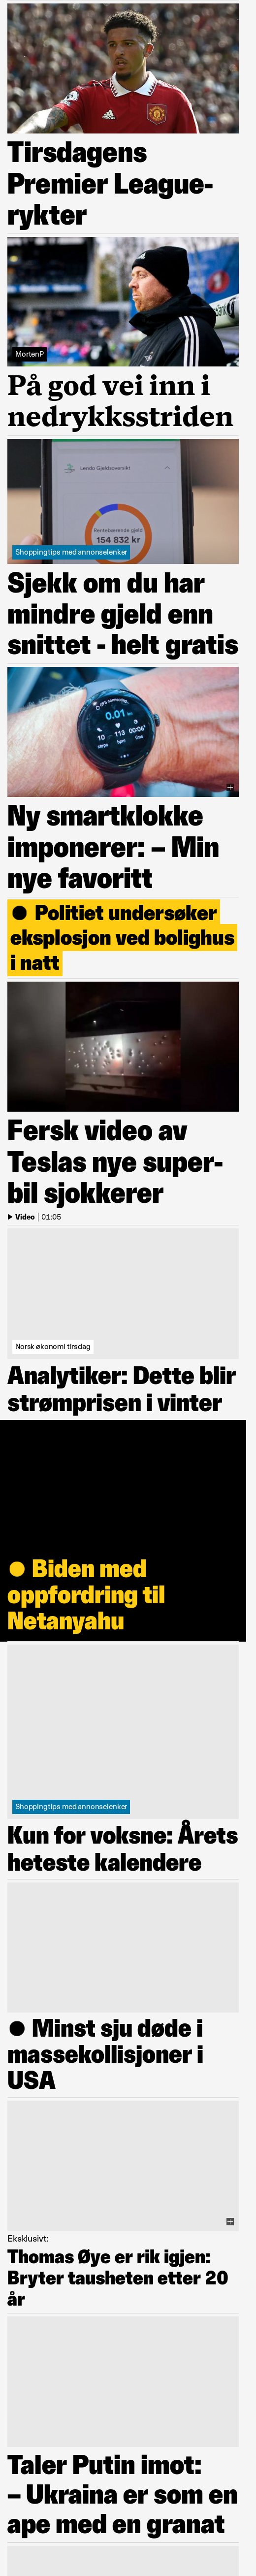 Tirsdagens
Premier League-
rykter
MortenP
På god vei inn i
nedrykksstriden
Lendo Gjeldsoversikt
Rentebærende gjeld
154 832 kr
Shoppingtips med annonselenker
Sjekk om du har
mindre gjeld enn
snittet - helt gratis
0.01
10
113
00:06
steps
bpm
Ny smartklokke
imponerer: – Min
nye favoritt
● Politiet undersøker
eksplosjon ved bolighus
i natt
Fersk video av
Teslas nye super-
bil sjokkerer
Video | 01:05
Norsk økonomi tirsdag
Analytiker: Dette blir
strømprisen i vinter
● Biden med
oppfordring til
Netanyahu
Shoppingtips med annonselenker
Kun for voksne: Årets
heteste kalendere
● Minst sju døde i
massekollisjoner i
USA
Eksklusivt:
Thomas Øye er rik igjen:
Bryter tausheten etter 20
år
Taler Putin imot:
– Ukraina er som en
ape med en granat